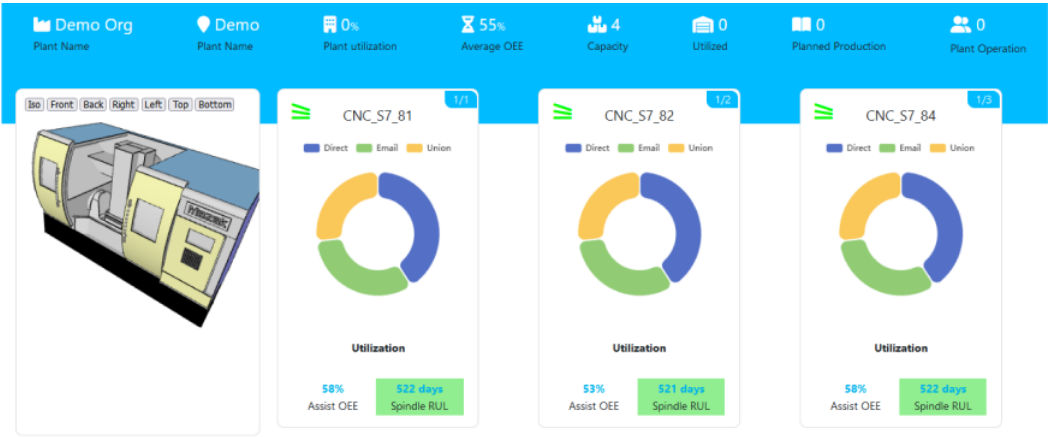 Demo Org
Plant Name
Demo
Plant Name
0%
Plant utilization
55%
Average OEE
4
Capacity
0
Utilized
0
Planned Production
0
Plant Operation
Iso Front Back Right Left Top Bottom
1/1
CNC_S7_81
Direct Email Union
Utilization
58%
Assist OEE
522 days
Spindle RUL
1/2
CNC_S7_82
Direct Email Union
Utilization
53%
Assist OEE
521 days
Spindle RUL
1/3
CNC_S7_84
Direct Email Union
Utilization
58%
Assist OEE
522 days
Spindle RUL